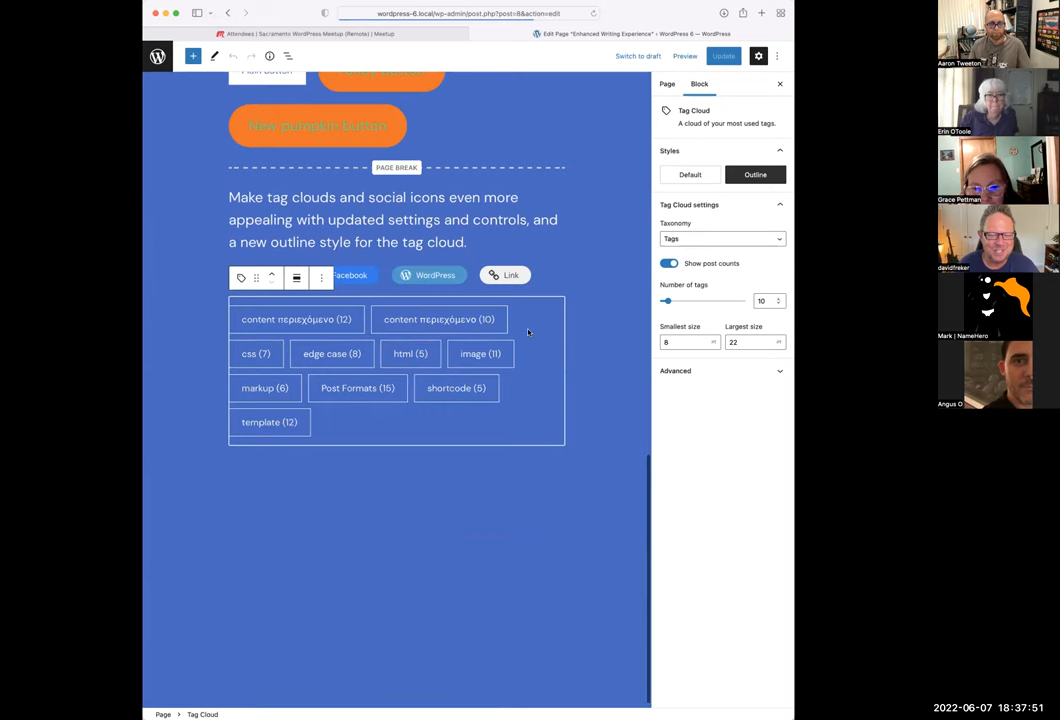 wordpress-6.local/wp-admin/post.php?post=8&action=edit
Attendees | Sacramento WordPress Meetup (Remote) | Meetup
Edit Page "Enhanced Writing Experience" ‹ WordPress 6 — WordPress
Switch to draft
Preview
Update
New pumpkin button
PAGE BREAK
Make tag clouds and social icons even more
appealing with updated settings and controls, and
a new outline style for the tag cloud.
Facebook
WordPress
Link
content περιεχόμενο (12)
content περιεχόμενο (10)
css (7)
edge case (8)
html (5)
image (11)
markup (6)
Post Formats (15)
shortcode (5)
template (12)
Page
Tag Cloud
Page
Block
Tag Cloud
A cloud of your most used tags.
Styles
Default
Outline
Tag Cloud settings
Taxonomy
Tags
Show post counts
Number of tags
10
Smallest size
Largest size
8
PT
22
PT
Advanced
Aaron Tweeton
Erin OToole
Grace Pettman
davidfreker
Mark | NameHero
Angus O
2022-06-07 18:37:51